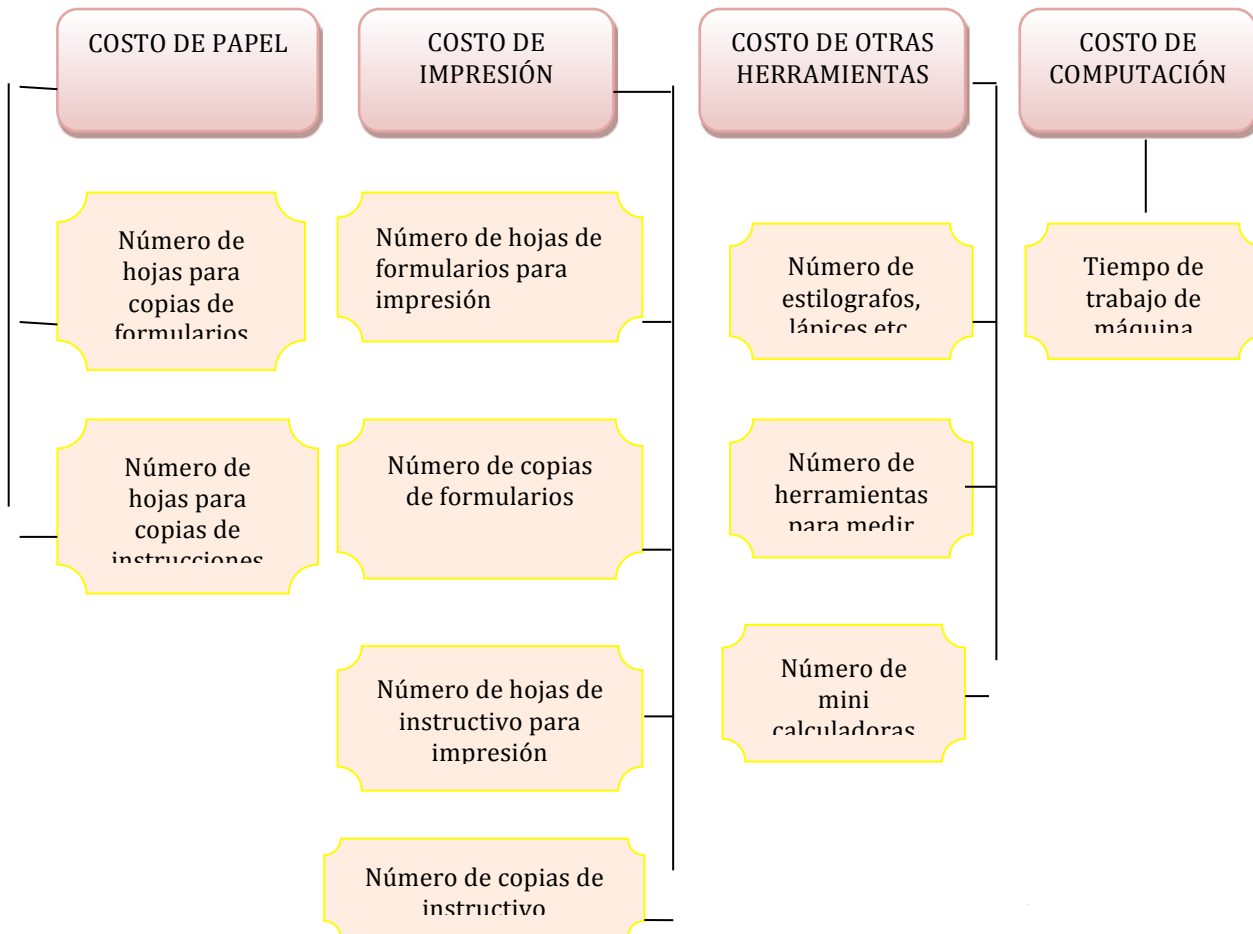 COSTO DE PAPEL
COSTO DE
IMPRESIÓN
COSTO DE OTRAS
HERRAMIENTAS
COSTO DE
COMPUTACIÓN
Número de
hojas para
copias de
formularios
Número de hojas de
formularios para
impresión
Número de
estilografos,
lápices etc
Tiempo de
trabajo de
máquina
Número de
hojas para
copias de
instrucciones
Número de copias
de formularios
Número de
herramientas
para medir
Número de hojas de
instructivo para
impresión
Número de
mini
calculadoras
Número de copias de
instructivo